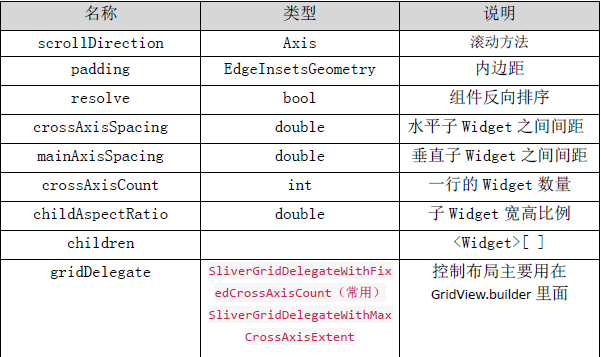 名称 类型 说明
scrollDirection Axis 滚动方法
padding EdgeInsetsGeometry 内边距
resolve bool 组件反向排序
crossAxisSpacing double 水平子 Widget 之间间距
mainAxisSpacing double 垂直子 Widget 之间间距
crossAxisCount int 一行的 Widget 数量
childAspectRatio double 子 Widget 宽高比例
children <Widget>[ ]
gridDelegate SliverGridDelegateWithFix 控制布局主要用在
edCrossAxisCount（常用） GridView.builder 里面
SliverGridDelegateWithMax
CrossAxisExtent